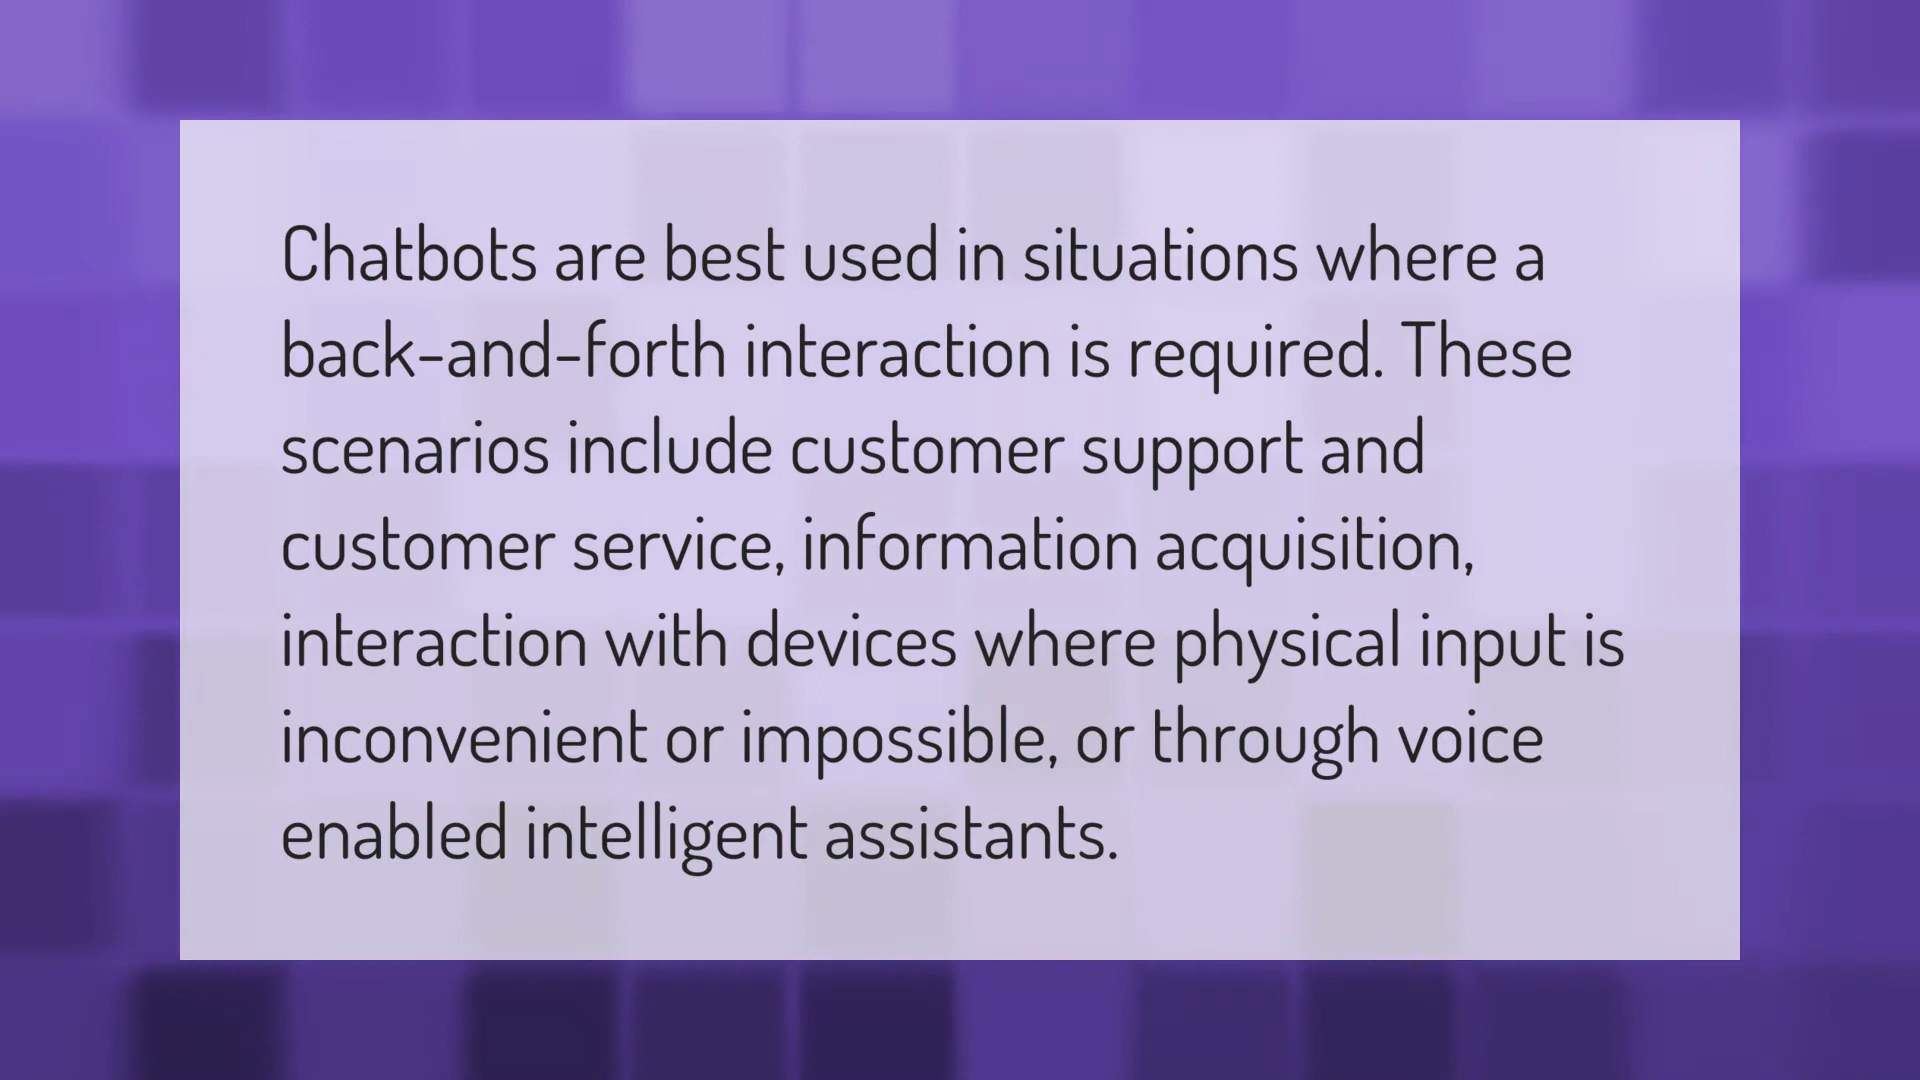 Chatbots are best used in situations where a
back-and-forth interaction is required. These
scenarios include customer support and
customer service, information acquisition,
interaction with devices where physical input is
inconvenient or impossible, or through voice
enabled intelligent assistants.